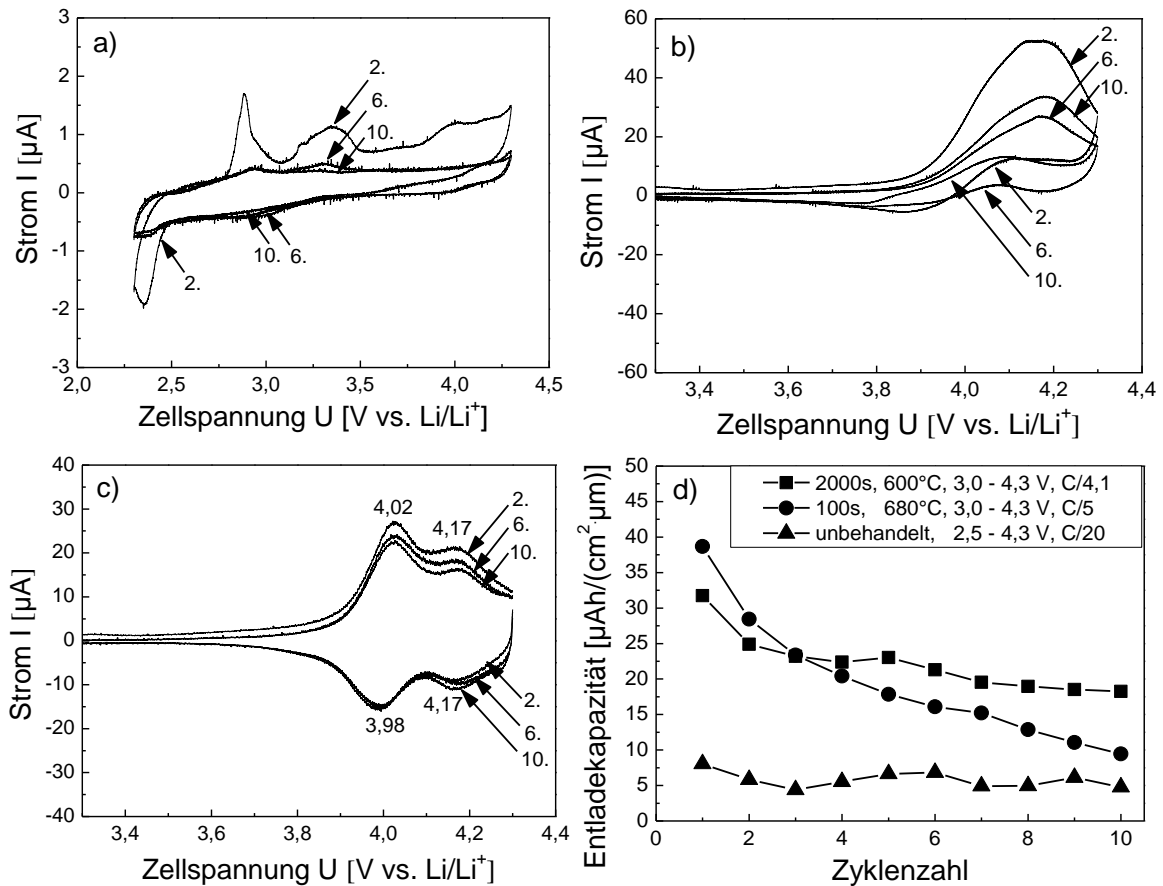 a)
3
2
1
0
-1
-2
-3
2,0 2,5 3,0 3,5 4,0 4,5
Strom I [µA]
Zellspannung U [V vs. Li/Li⁺]
2.
6.
10.
10.
6.
2.
b)
60
40
20
0
-20
-40
-60
3,4 3,6 3,8 4,0 4,2 4,4
Strom I [µA]
Zellspannung U [V vs. Li/Li⁺]
2.
6.
10.
2.
6.
10.
c)
40
30
20
10
0
-10
-20
-30
-40
3,4 3,6 3,8 4,0 4,2 4,4
Strom I [µA]
Zellspannung U [V vs. Li/Li⁺]
4,02
4,17
2.
6.
10.
3,98
4,17
2.
6.
10.
d)
50
45
40
35
30
25
20
15
10
5
0
0 2 4 6 8 10
Entladekapazität [µAh/(cm²·µm)]
Zyklenzahl
2000s, 600°C, 3,0 - 4,3 V, C/4,1
100s, 680°C, 3,0 - 4,3 V, C/5
unbehandelt, 2,5 - 4,3 V, C/20